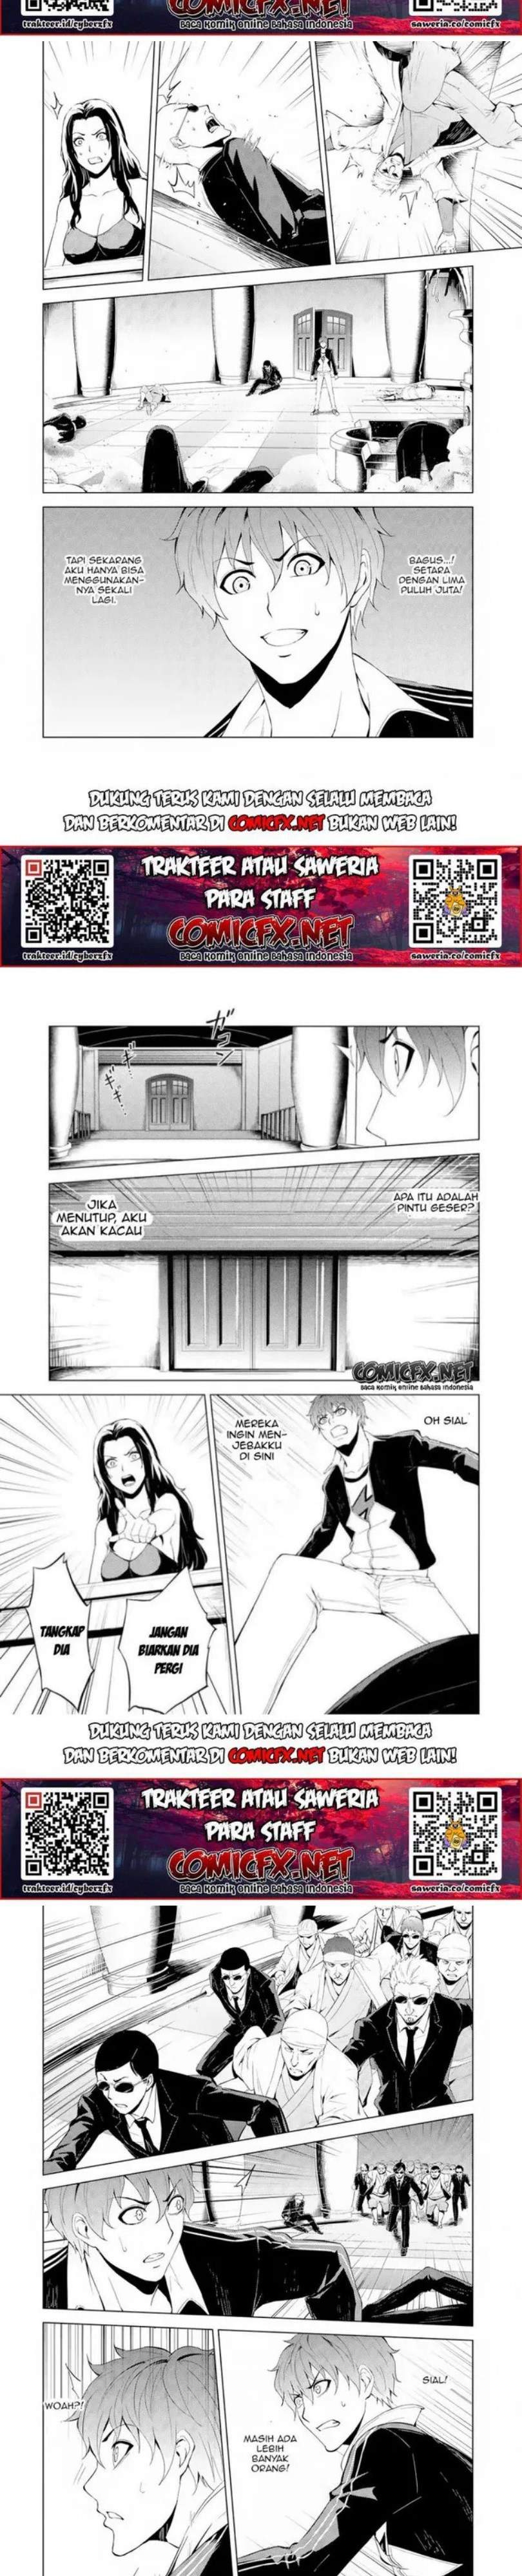 COMICFX.NET
Baca Komik Online Bahasa Indonesia
trakteer.id/cyberzfx
saweria.co/comicfx
BAGUS...!
SETARA
DENGAN LIMA
PULUH JUTA!
TAPI SEKARANG
AKU HANYA BISA
MENGGUNAKAN-
NYA SEKALI
LAGI.
DUKUNG TERUS KAMI DENGAN SELALU MEMBACA
DAN BERKOMENTAR DI COMICFX.NET BUKAN WEB LAIN!
TRAKTEER ATAU SAWERIA
PARA STAFF
COMICFX.NET
Baca Komik Online Bahasa Indonesia
trakteer.id/cyberzfx
saweria.co/comicfx
ガコン
ギギギ
APA ITU ADALAH
PINTU GESER?
JIKA
MENUTUP, AKU
AKAN KACAU
COMICFX.NET
Baca Komik Online Bahasa Indonesia
OH SIAL
MEREKA
INGIN MEN-
JEBAKKU
DI SINI
JANGAN
BIARKAN DIA
PERGI
TANGKAP
DIA
DUKUNG TERUS KAMI DENGAN SELALU MEMBACA
DAN BERKOMENTAR DI COMICFX.NET BUKAN WEB LAIN!
TRAKTEER ATAU SAWERIA
PARA STAFF
COMICFX.NET
Baca Komik Online Bahasa Indonesia
trakteer.id/cyberzfx
saweria.co/comicfx
SIAL!
MASIH ADA
LEBIH
BANYAK
ORANG!
WOAH?!